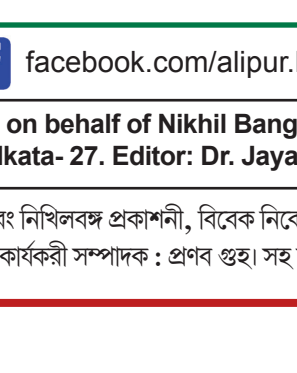 facebook.com/alipur.
on behalf of Nikhil Bang
lkata- 27. Editor: Dr. Jaya
ং নিখিলবঙ্গ প্রকাশনী, বিবেক নিবে
কার্যকরী সম্পাদক : প্রণব গুহ। সহ